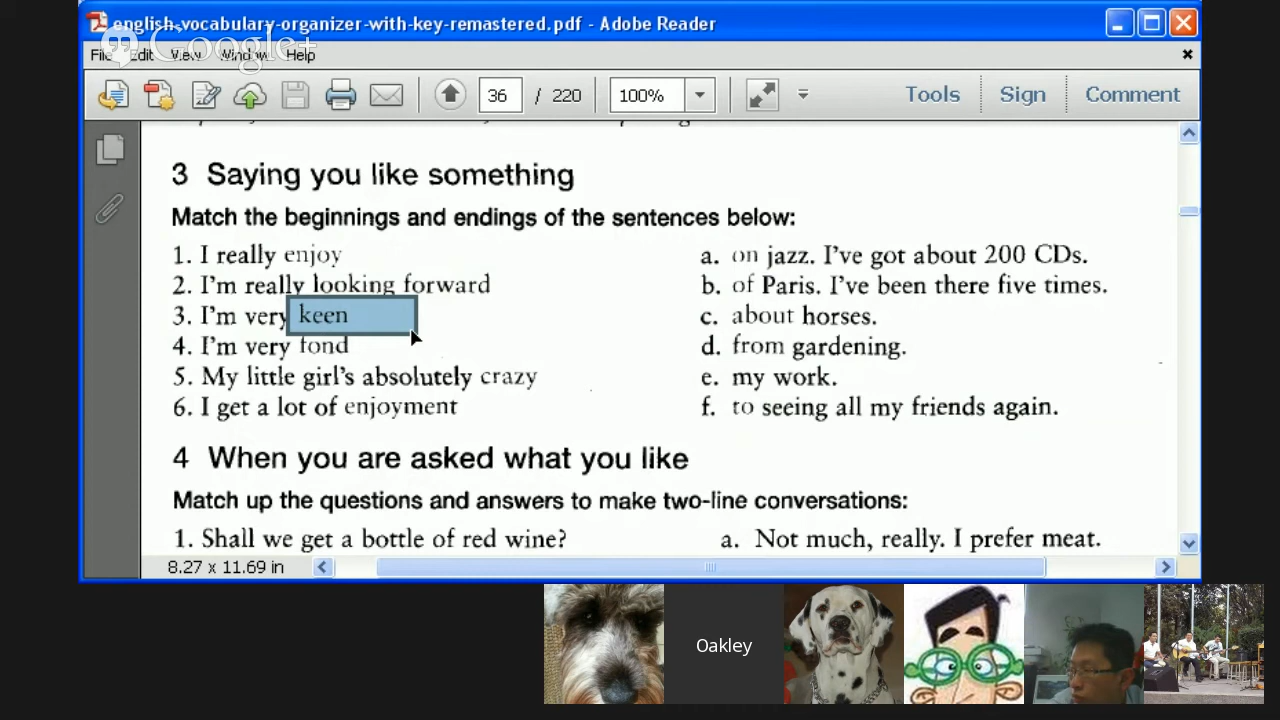 english-vocabulary-organizer-with-key-remastered.pdf - Adobe Reader
Google+
File Edit View Window Help
36 / 220 100% Tools Sign Comment
3 Saying you like something
Match the beginnings and endings of the sentences below:
1. I really enjoy a. on jazz. I've got about 200 CDs.
2. I'm really looking forward b. of Paris. I've been there five times.
3. I'm very keen c. about horses.
4. I'm very fond d. from gardening.
5. My little girl's absolutely crazy e. my work.
6. I get a lot of enjoyment f. to seeing all my friends again.
4 When you are asked what you like
Match up the questions and answers to make two-line conversations:
1. Shall we get a bottle of red wine? a. Not much, really. I prefer meat.
8.27 x 11.69 in
Oakley